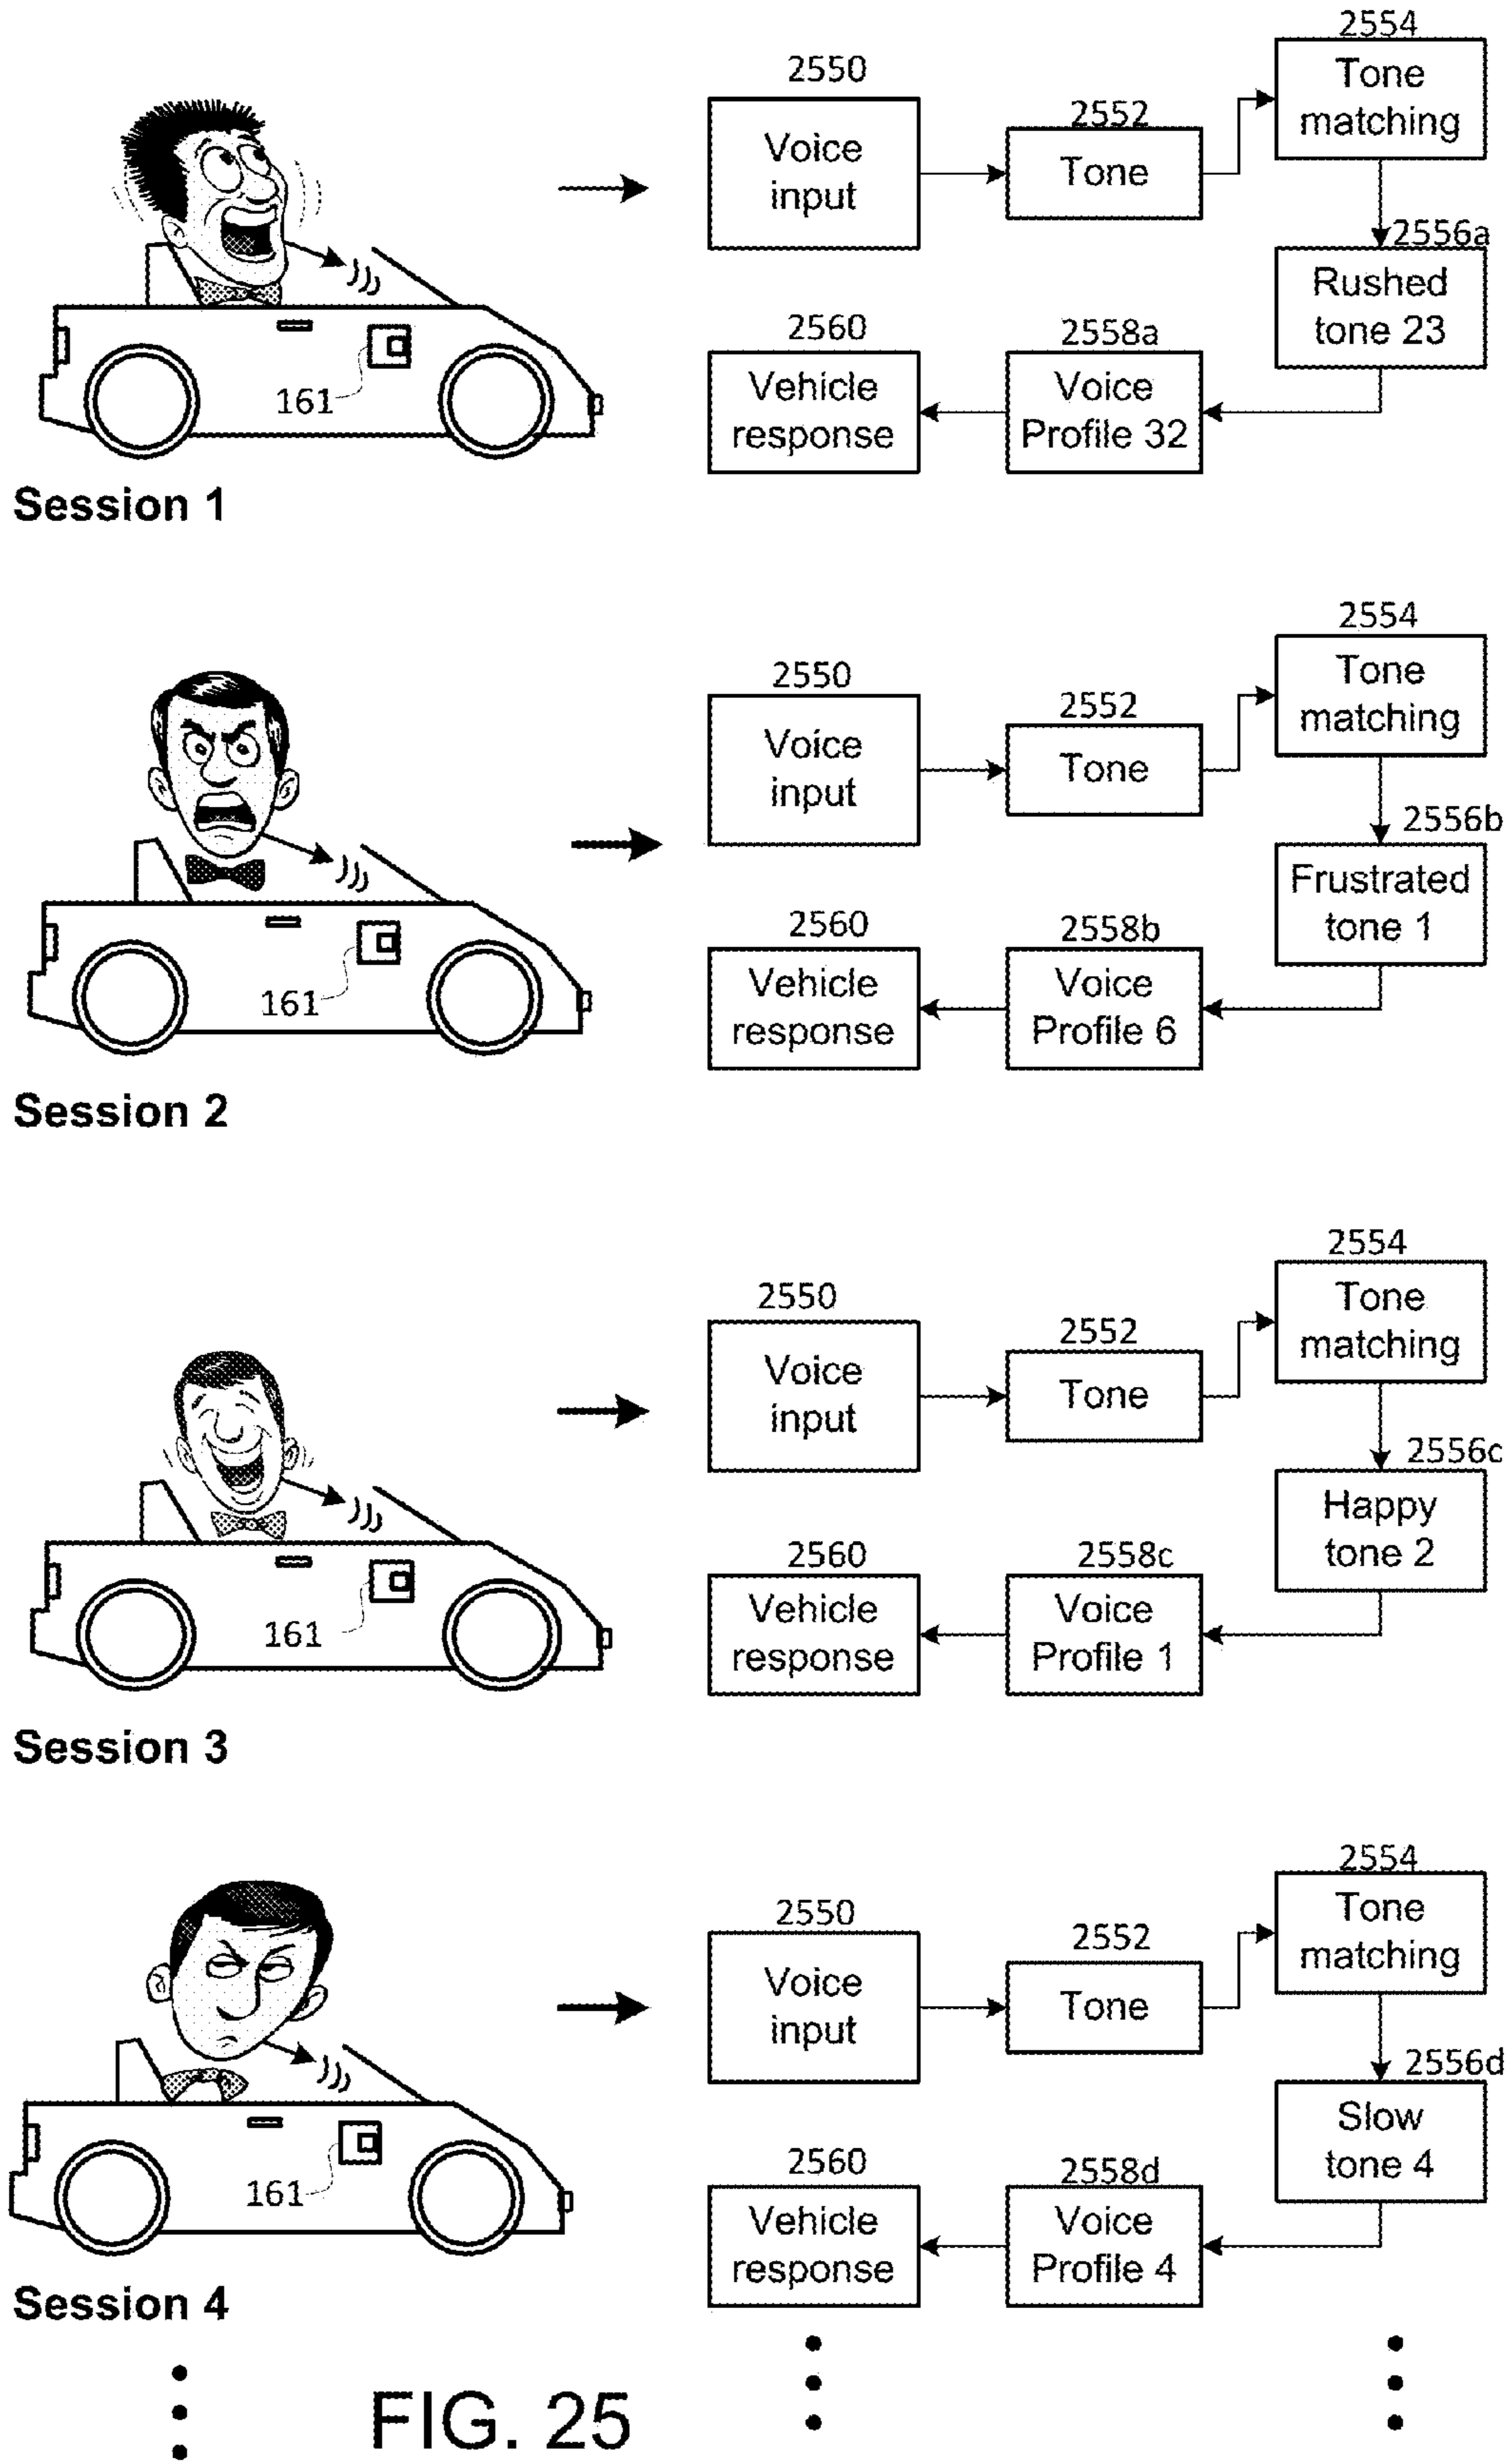 2554
Tone
matching
2550
Voice
input
2552
Tone
2556a
Rushed
tone 23
2560
Vehicle
response
2558a
Voice
Profile 32
161
Session 1
2554
Tone
matching
2550
Voice
input
2552
Tone
2556b
Frustrated
tone 1
2560
Vehicle
response
2558b
Voice
Profile 6
161
Session 2
2554
Tone
matching
2550
Voice
input
2552
Tone
2556c
Happy
tone 2
2560
Vehicle
response
2558c
Voice
Profile 1
161
Session 3
2554
Tone
matching
2550
Voice
input
2552
Tone
2556d
Slow
tone 4
2560
Vehicle
response
2558d
Voice
Profile 4
161
Session 4
FIG. 25